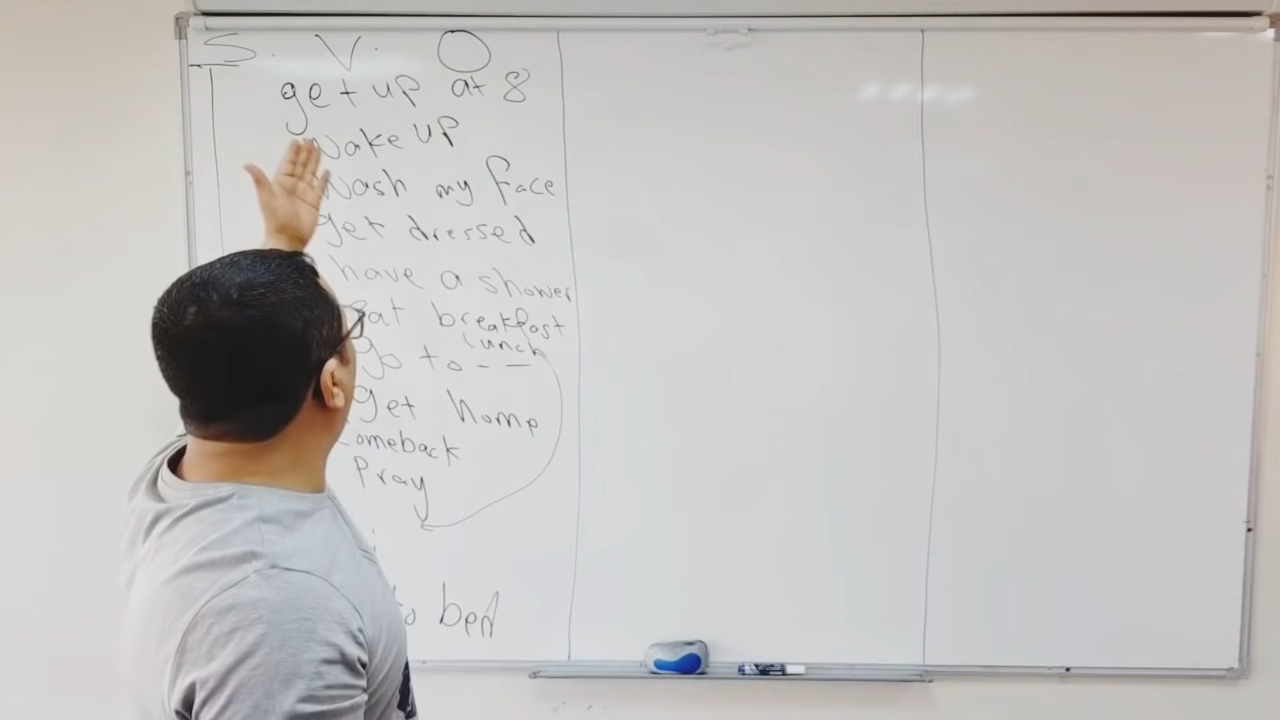 S. V. O
get up at 8
wake up
wash my face
get dressed
have a shower
eat breakfast
lunch
go to - -
get home
comeback
Pray
to bed